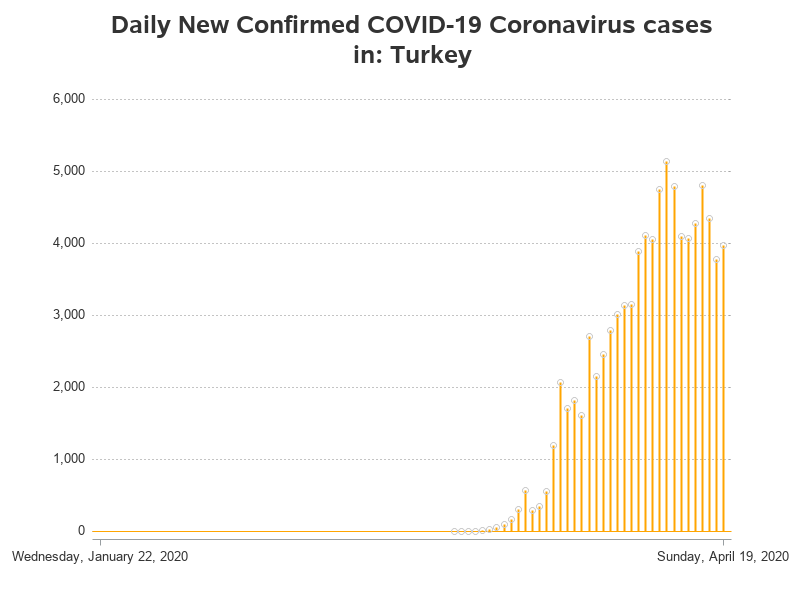 Daily New Confirmed COVID-19 Coronavirus cases
in: Turkey
6,000
5,000
4,000
3,000
2,000
1,000
0
Wednesday, January 22, 2020
Sunday, April 19, 2020